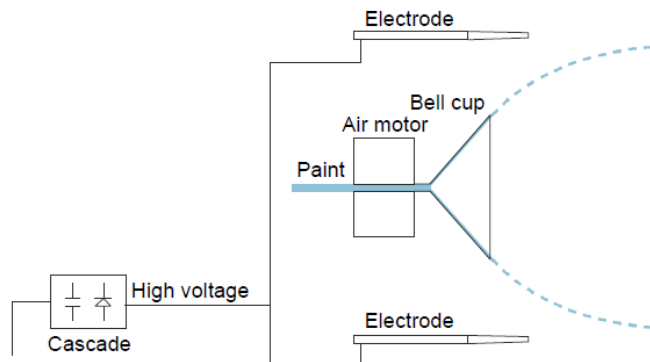 Electrode
Bell cup
Air motor
Paint
High voltage
Cascade
Electrode